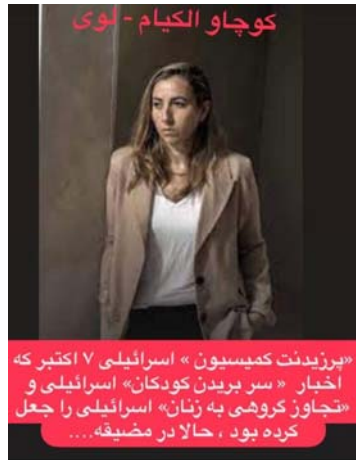 کوچاو الکیام - لوی
«پرزیدنت کمیسیون» اسرائیلی ۷ اکتبر که
اخبار « سر بریدن کودکان» اسرائیلی و
«تجاوز گروهی به زنان» اسرائیلی را جعل
کرده بود ، حالا در مضیقه....